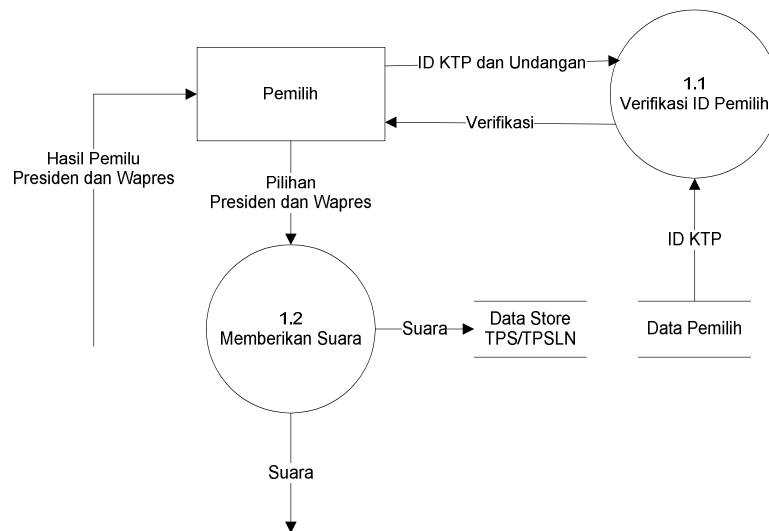 Pemilih
ID KTP dan Undangan
1.1
Verifikasi ID Pemilih
Verifikasi
Hasil Pemilu
Presiden dan Wapres
Pilihan
Presiden dan Wapres
ID KTP
1.2
Memberikan Suara
Suara
Data Store
TPS/TPSLN
Data Pemilih
Suara